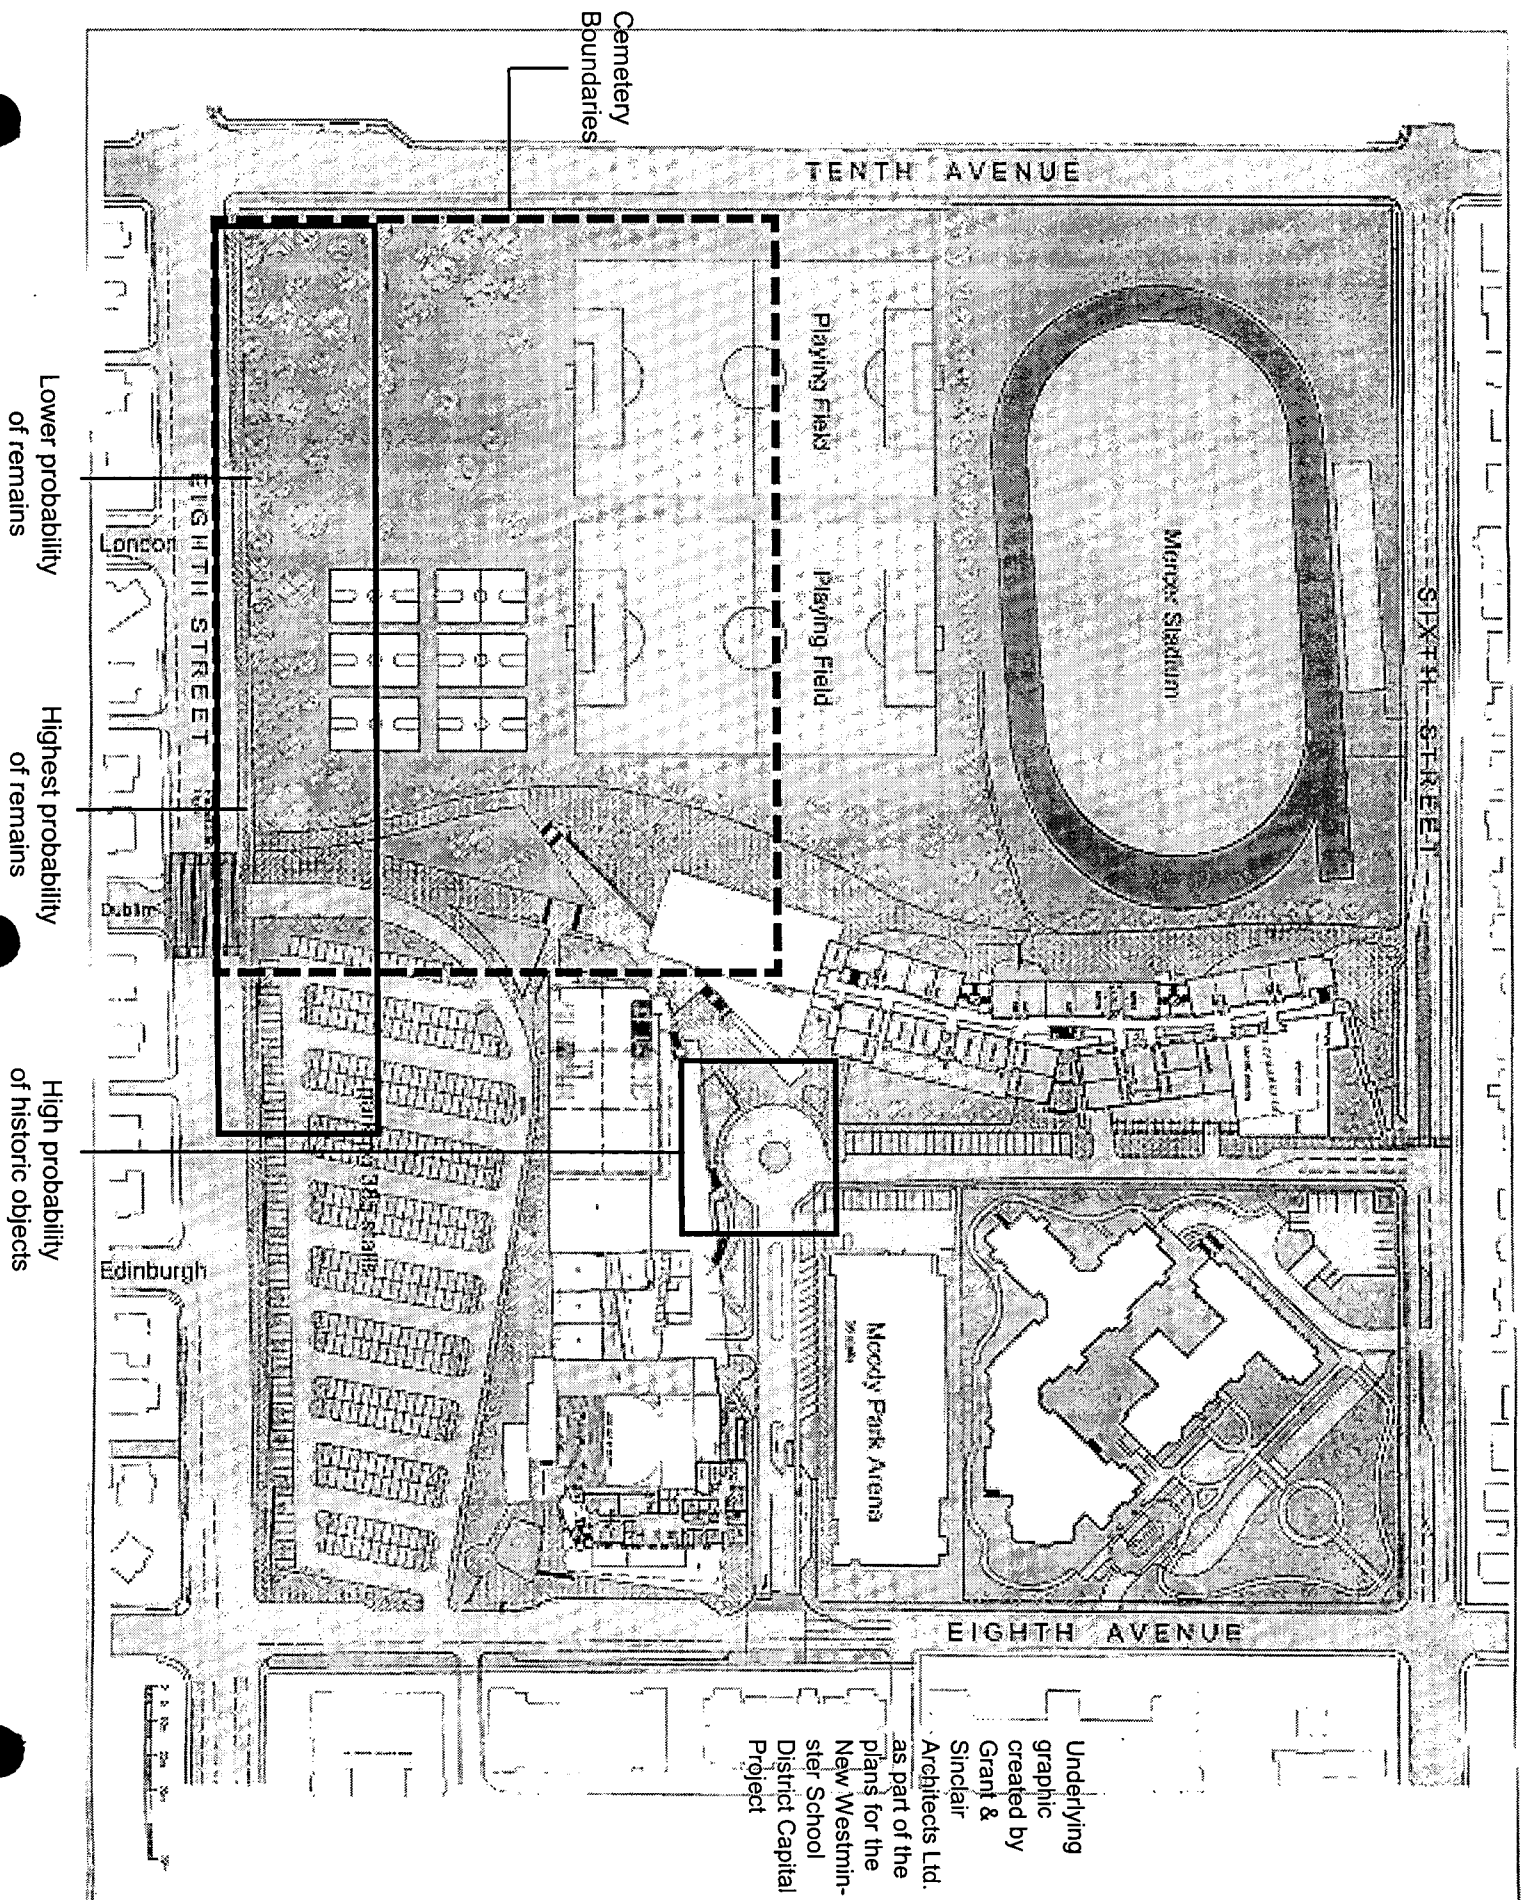 Cemetery
Boundaries
TENTH AVENUE
Playing Field
Playing Field
Mercer Stadium
SIXTH STREET
EIGHTH STREET
Lower probability
of remains
London
Highest probability
of remains
Dublin
High probability
of historic objects
Edinburgh
Moody Park Arena
EIGHTH AVENUE
Underlying
graphic
created by
Grant &
Sinclair
Architects Ltd.
as part of the
plans for the
New Westmin-
ster School
District Capital
Project